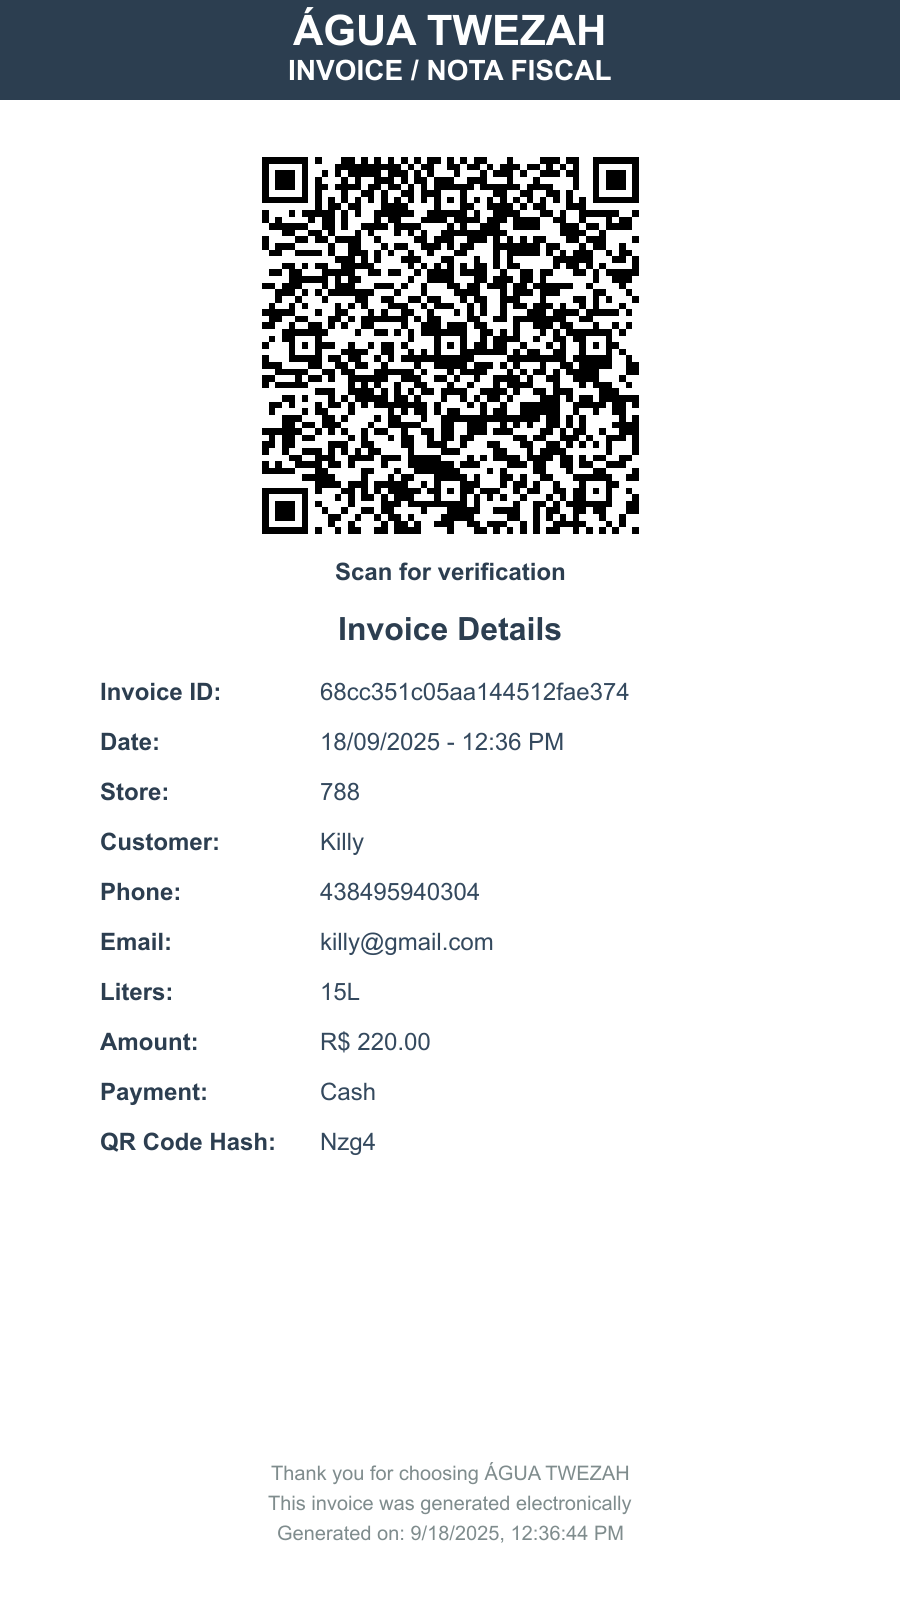 ÁGUA TWEZAH
INVOICE / NOTA FISCAL
Scan for verification
Invoice Details
Invoice ID: 68cc351c05aa144512fae374
Date: 18/09/2025 - 12:36 PM
Store: 788
Customer: Killy
Phone: 438495940304
Email: killy@gmail.com
Liters: 15L
Amount: R$ 220.00
Payment: Cash
QR Code Hash: Nzg4
Thank you for choosing ÁGUA TWEZAH
This invoice was generated electronically
Generated on: 9/18/2025, 12:36:44 PM